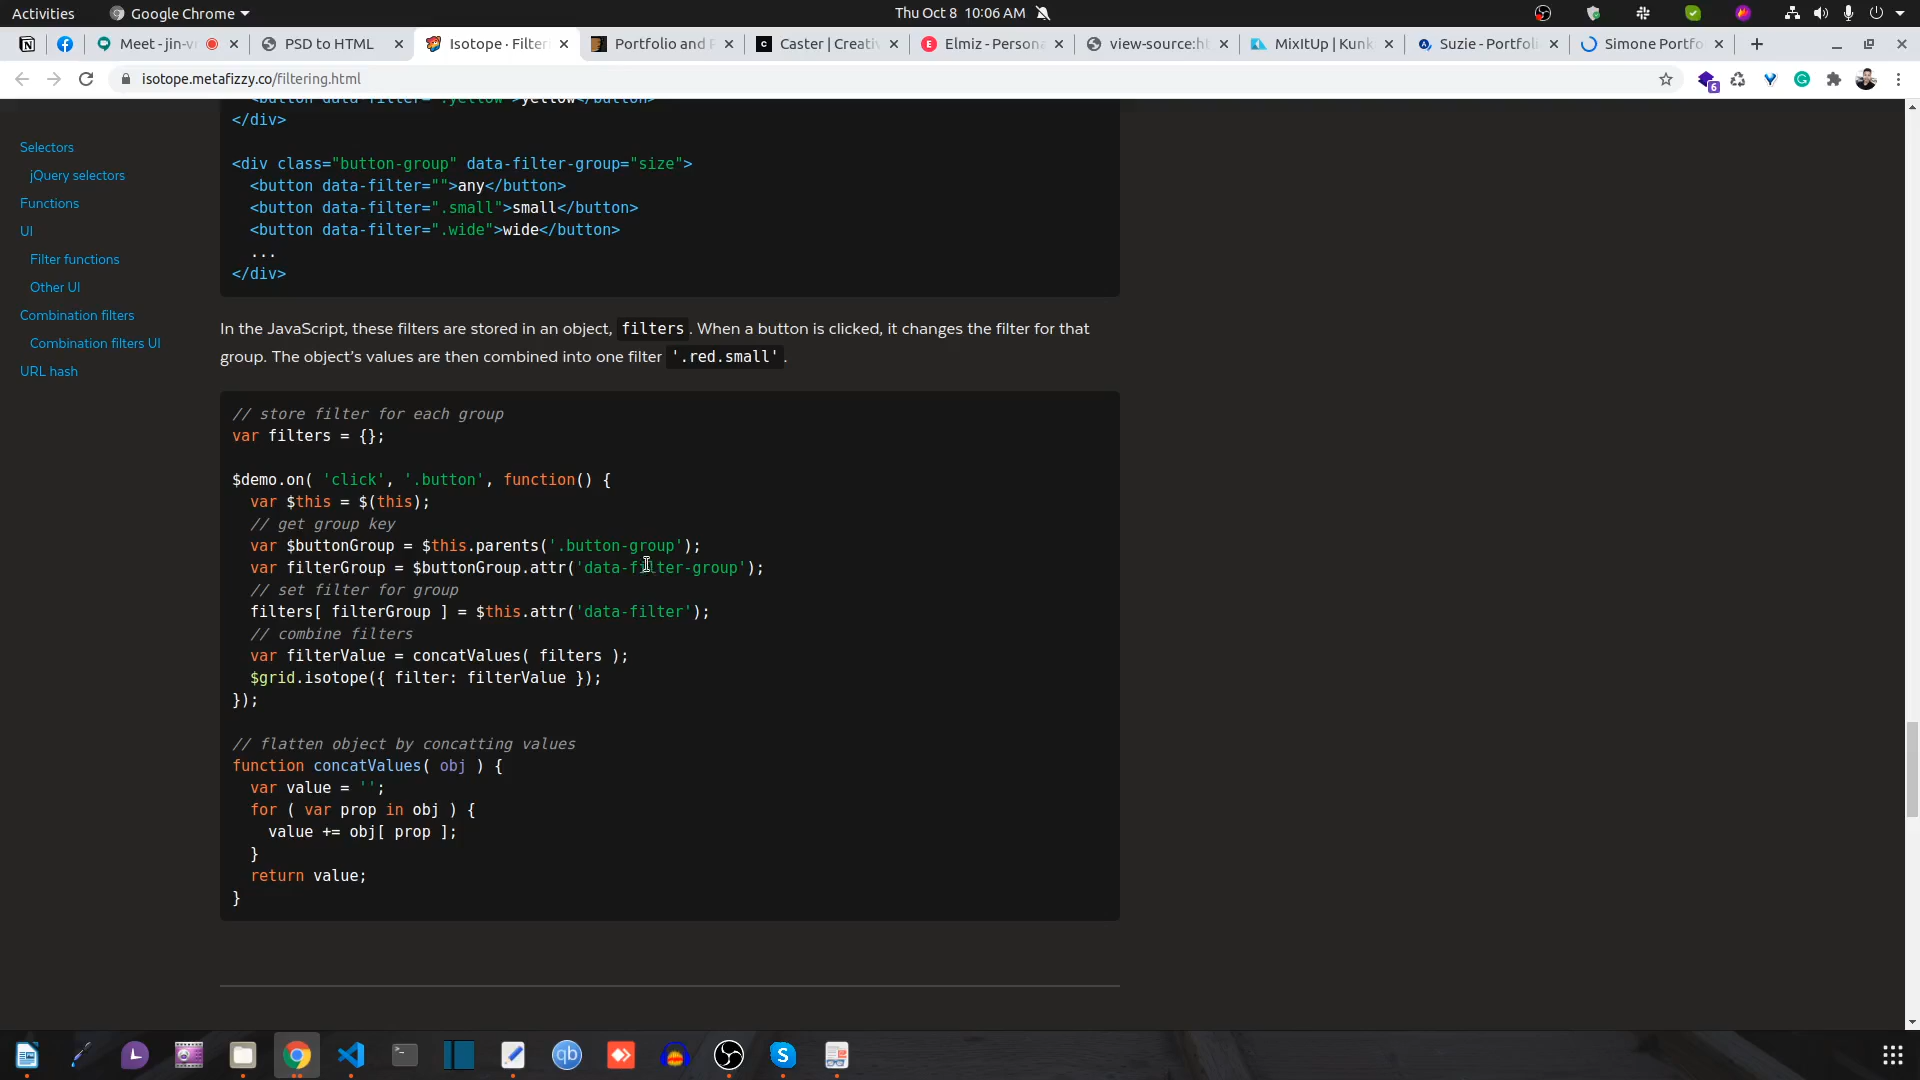 Activities
Google Chrome
Thu Oct 8 10:06 AM
Meet - jin-v
PSD to HTML
Isotope · Filter
Portfolio and
Caster | Creati
Elmiz - Persona
view-source:ht
MixItUp | Kunk
Suzie - Portfoli
Simone Portfo
isotope.metafizzy.co/filtering.html
6
Selectors
jQuery selectors
Functions
UI
Filter functions
Other UI
Combination filters
Combination filters UI
URL hash
<button data-filter=".yellow">yellow</button>
</div>
<div class="button-group" data-filter-group="size">
<button data-filter="">any</button>
<button data-filter=".small">small</button>
<button data-filter=".wide">wide</button>
...
</div>
In the JavaScript, these filters are stored in an object, filters. When a button is clicked, it changes the filter for that
group. The object’s values are then combined into one filter '.red.small'.
// store filter for each group
var filters = {};
$demo.on( 'click', '.button', function() {
var $this = $(this);
// get group key
var $buttonGroup = $this.parents('.button-group');
var filterGroup = $buttonGroup.attr('data-filter-group');
// set filter for group
filters[ filterGroup ] = $this.attr('data-filter');
// combine filters
var filterValue = concatValues( filters );
$grid.isotope({ filter: filterValue });
});
// flatten object by concatting values
function concatValues( obj ) {
var value = '';
for ( var prop in obj ) {
value += obj[ prop ];
}
return value;
}
qb